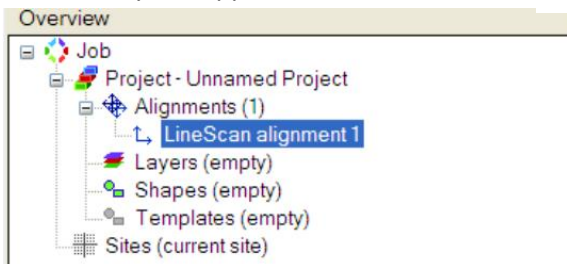 Overview
Job
Project - Unnamed Project
Alignments (1)
LineScan alignment 1
Layers (empty)
Shapes (empty)
Templates (empty)
Sites (current site)